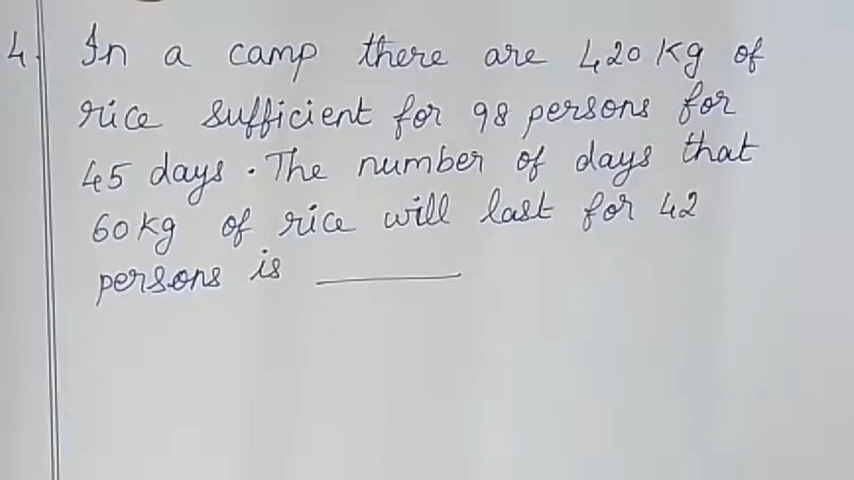 4. In a camp there are 420 kg of
rice sufficient for 98 persons for
45 days. The number of days that
60 kg of rice will last for 42
persons is ______